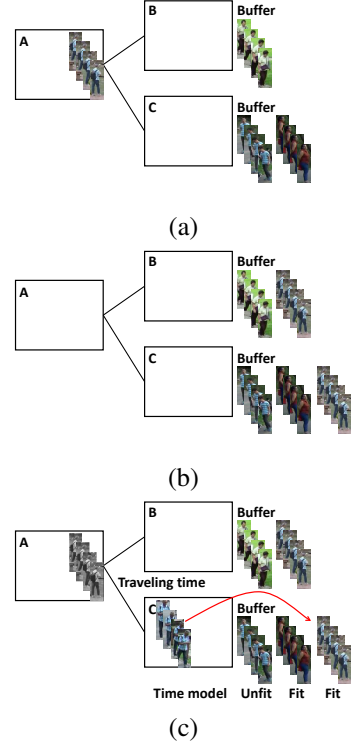 B Buffer
A
C Buffer
(a)
B Buffer
A
C Buffer
(b)
B Buffer
A
Traveling time
C Buffer
Time model Unfit Fit Fit
(c)